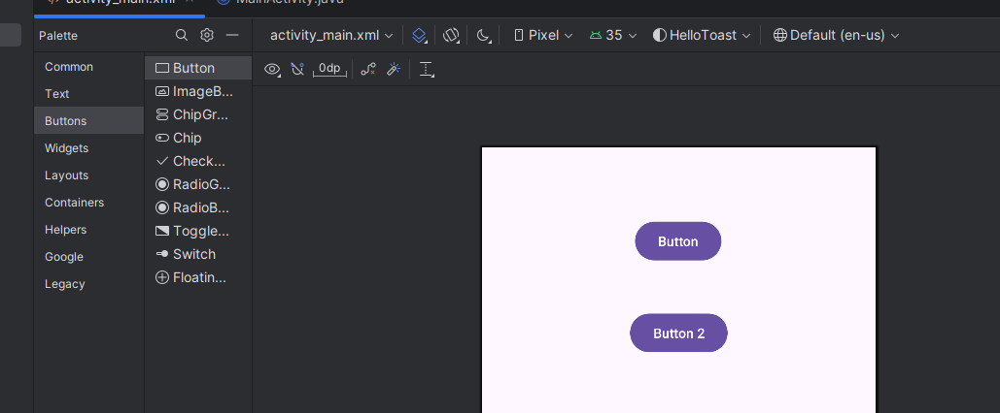 activity_main.xml MainActivity.java
Palette activity_main.xml Pixel 35 HelloToast Default (en-us)
Common
Text
Buttons
Widgets
Layouts
Containers
Helpers
Google
Legacy
Button
ImageB...
ChipGr...
Chip
Check...
RadioG...
RadioB...
Toggle...
Switch
Floatin...
0dp
Button
Button 2